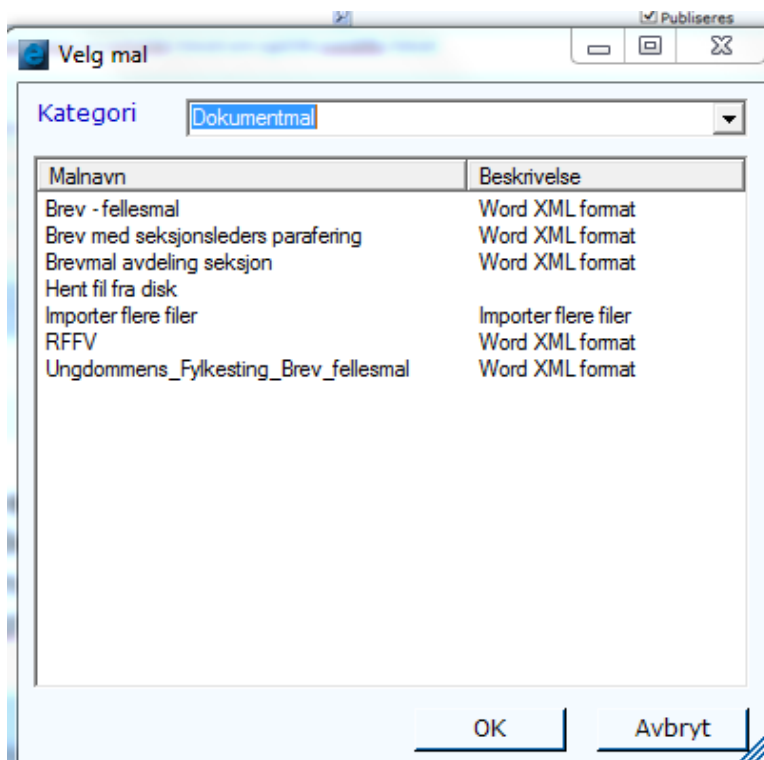 Publiseres
Velg mal
Kategori Dokumentmal
Malnavn Beskrivelse
Brev - fellesmal Word XML format
Brev med seksjonsleders parafering Word XML format
Brevmal avdeling seksjon Word XML format
Hent fil fra disk
Importer flere filer Importer flere filer
RFFV Word XML format
Ungdommens_Fylkesting_Brev_fellesmal Word XML format
OK Avbryt